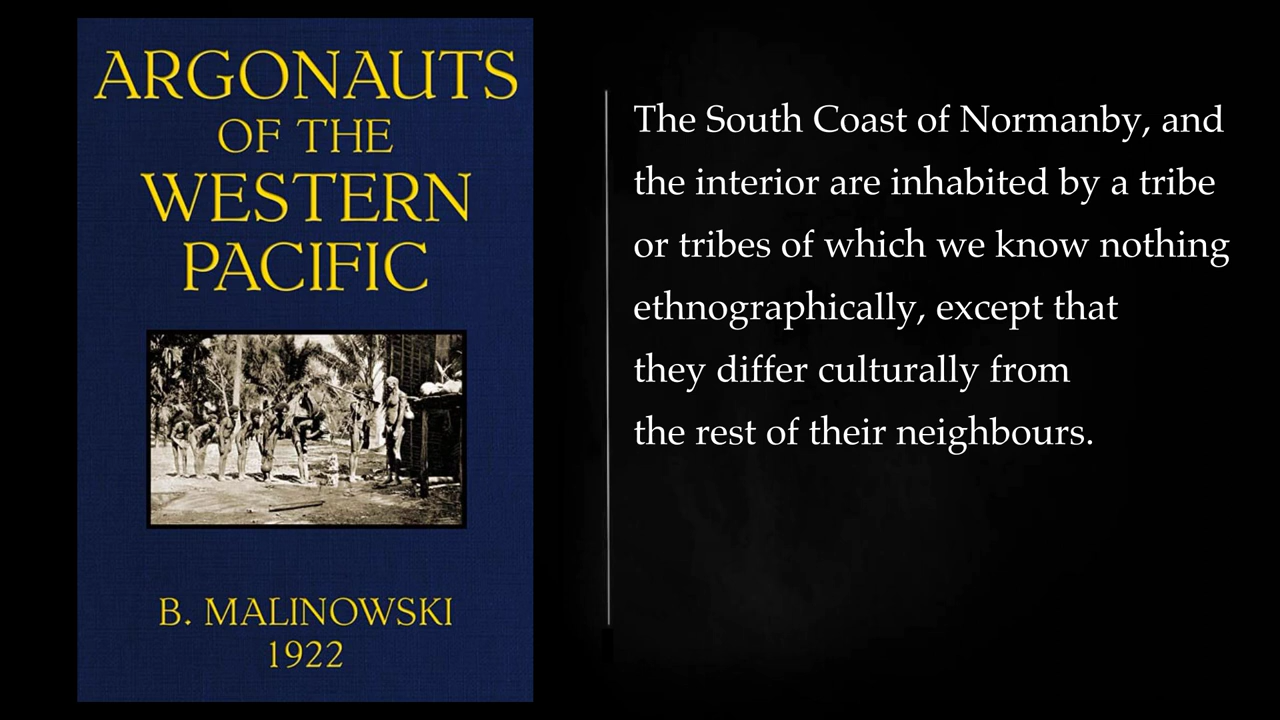 ARGONAUTS
OF THE
WESTERN
PACIFIC
B. MALINOWSKI
1922
The South Coast of Normanby, and
the interior are inhabited by a tribe
or tribes of which we know nothing
ethnographically, except that
they differ culturally from
the rest of their neighbours.